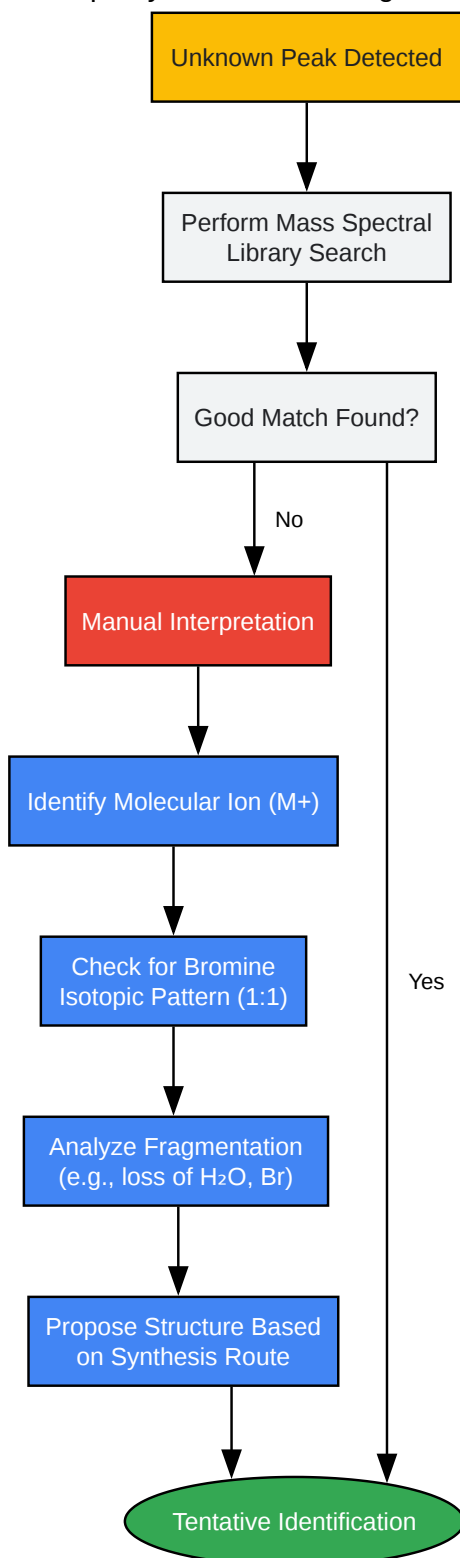 Unknown Peak Detected
Perform Mass Spectral
Library Search
Good Match Found?
No
Manual Interpretation
Identify Molecular Ion (M+)
Check for Bromine
Isotopic Pattern (1:1)
Yes
Analyze Fragmentation
(e.g., loss of H₂O, Br)
Propose Structure Based
on Synthesis Route
Tentative Identification